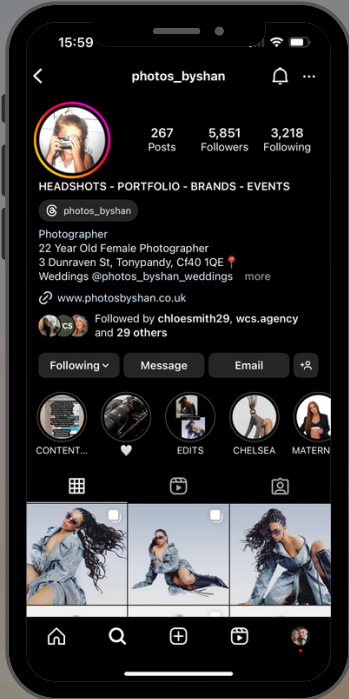 15:59
photos_byshan
267 5,851 3,218
Posts Followers Following
HEADSHOTS - PORTFOLIO - BRANDS - EVENTS
photos_byshan
Photographer
22 Year Old Female Photographer
3 Dunraven St, Tonypandy, Cf40 1QE📍
Weddings @photos_byshan_weddings more
www.photosbyshan.co.uk
CS
Followed by chloesmith29, wcs.agency
and 29 others
Following Message Email
CONTENT... 🤍 EDITS CHELSEA MATERN